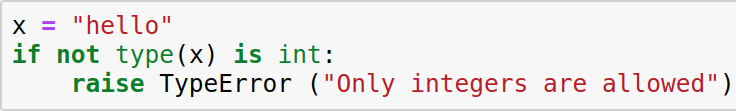 x = "hello"
if not type(x) is int:
    raise TypeError ("Only integers are allowed")